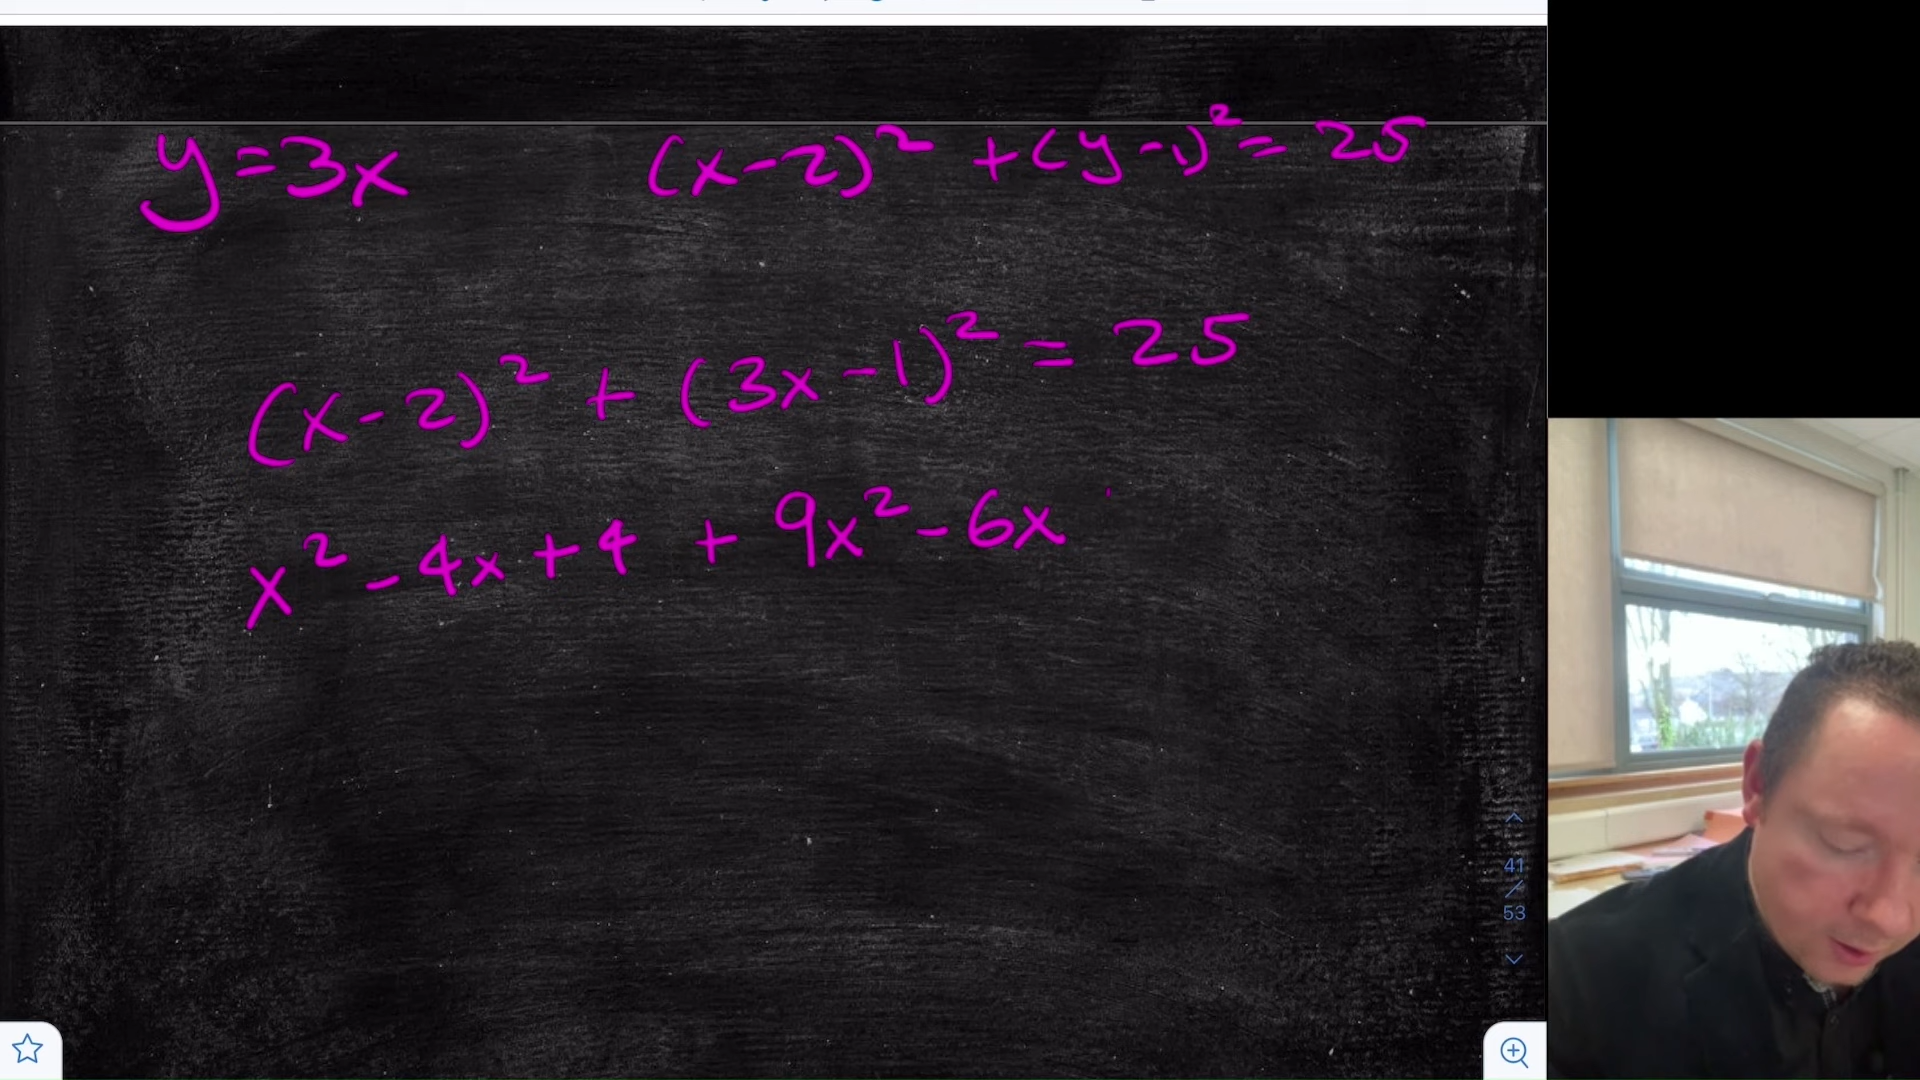 y=3x (x-2)² +(y-1)²= 25
(x-2)² + (3x-1)² = 25
x² -4x+4 + 9x² -6x
41
/
53